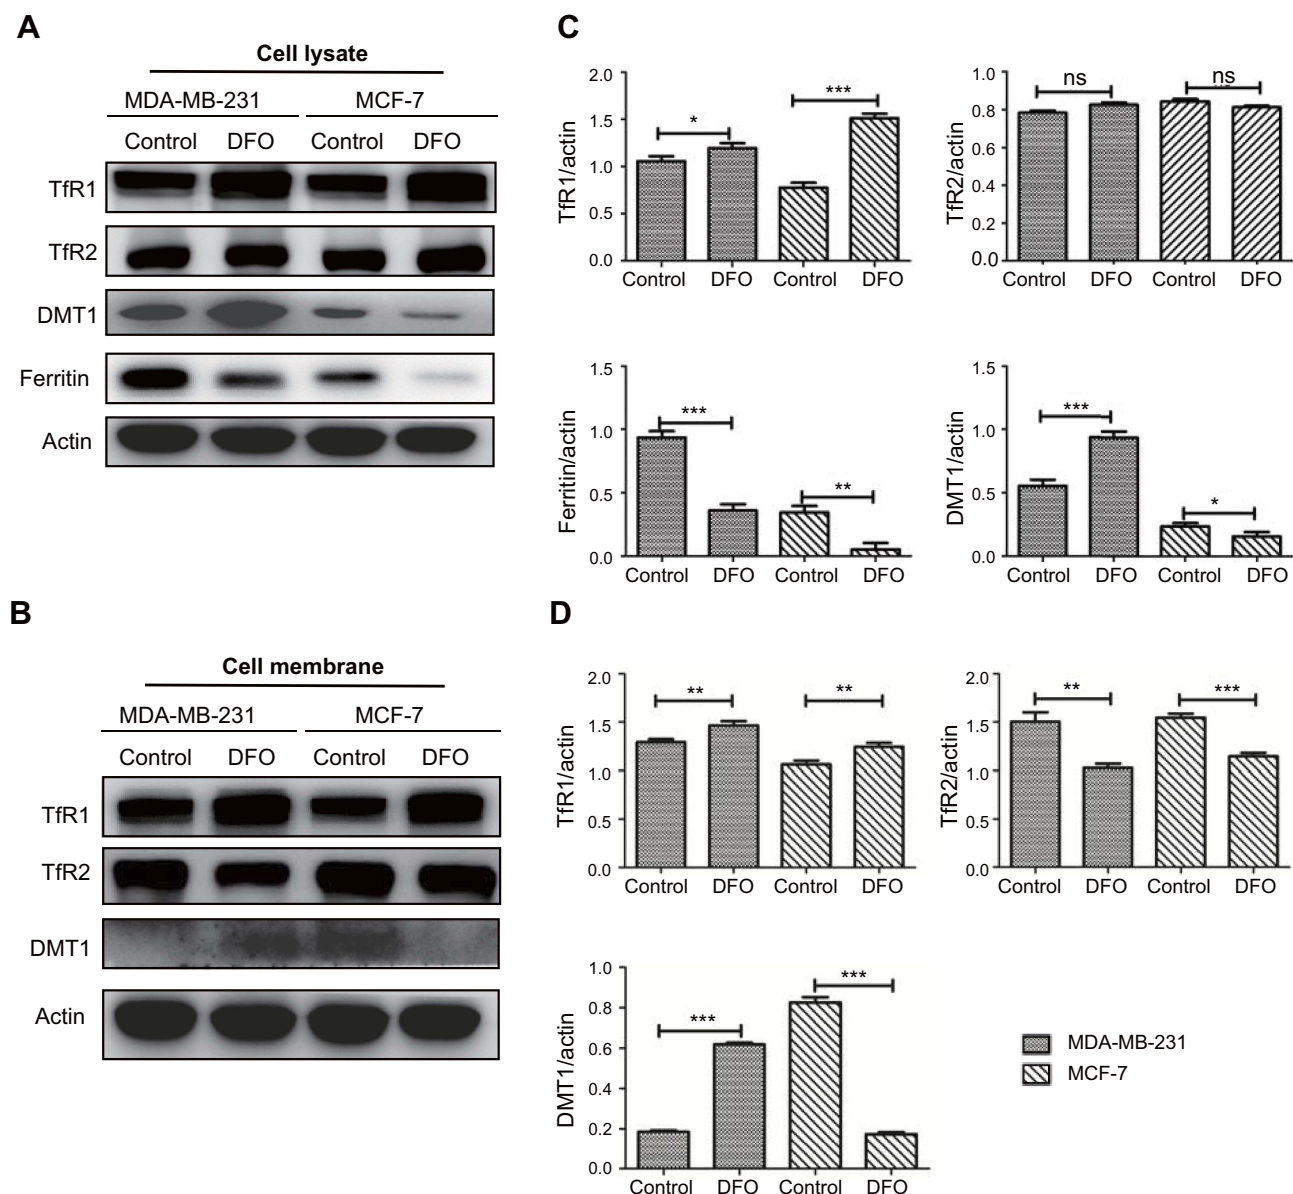 A
Cell lysate
MDA-MB-231 MCF-7
Control DFO Control DFO
TfR1
TfR2
DMT1
Ferritin
Actin
B
Cell membrane
MDA-MB-231 MCF-7
Control DFO Control DFO
TfR1
TfR2
DMT1
Actin
C
TfR1/actin
2.0
1.5
1.0
0.5
0.0
* ***
Control DFO Control DFO
TfR2/actin
1.0
0.8
0.6
0.4
0.2
0.0
ns ns
Control DFO Control DFO
Ferritin/actin
1.5
1.0
0.5
0.0
*** **
Control DFO Control DFO
DMT1/actin
1.5
1.0
0.5
0.0
*** *
Control DFO Control DFO
D
TfR1/actin
2.0
1.5
1.0
0.5
0.0
** **
Control DFO Control DFO
TfR2/actin
2.0
1.5
1.0
0.5
0.0
** ***
Control DFO Control DFO
DMT1/actin
1.0
0.8
0.6
0.4
0.2
0.0
*** ***
Control DFO Control DFO
MDA-MB-231
MCF-7